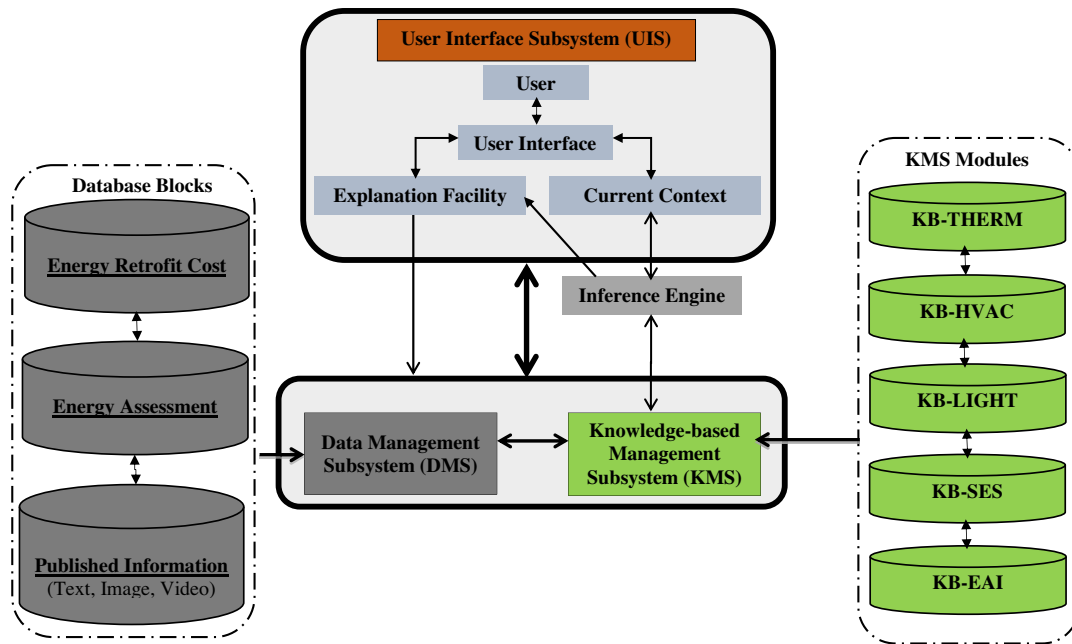 User Interface Subsystem (UIS)
User
User Interface
Explanation Facility
Current Context
Inference Engine
Database Blocks
Energy Retrofit Cost
Energy Assessment
Published Information
(Text, Image, Video)
Data Management
Subsystem (DMS)
Knowledge-based
Management
Subsystem (KMS)
KMS Modules
KB-THERM
KB-HVAC
KB-LIGHT
KB-SES
KB-EAI